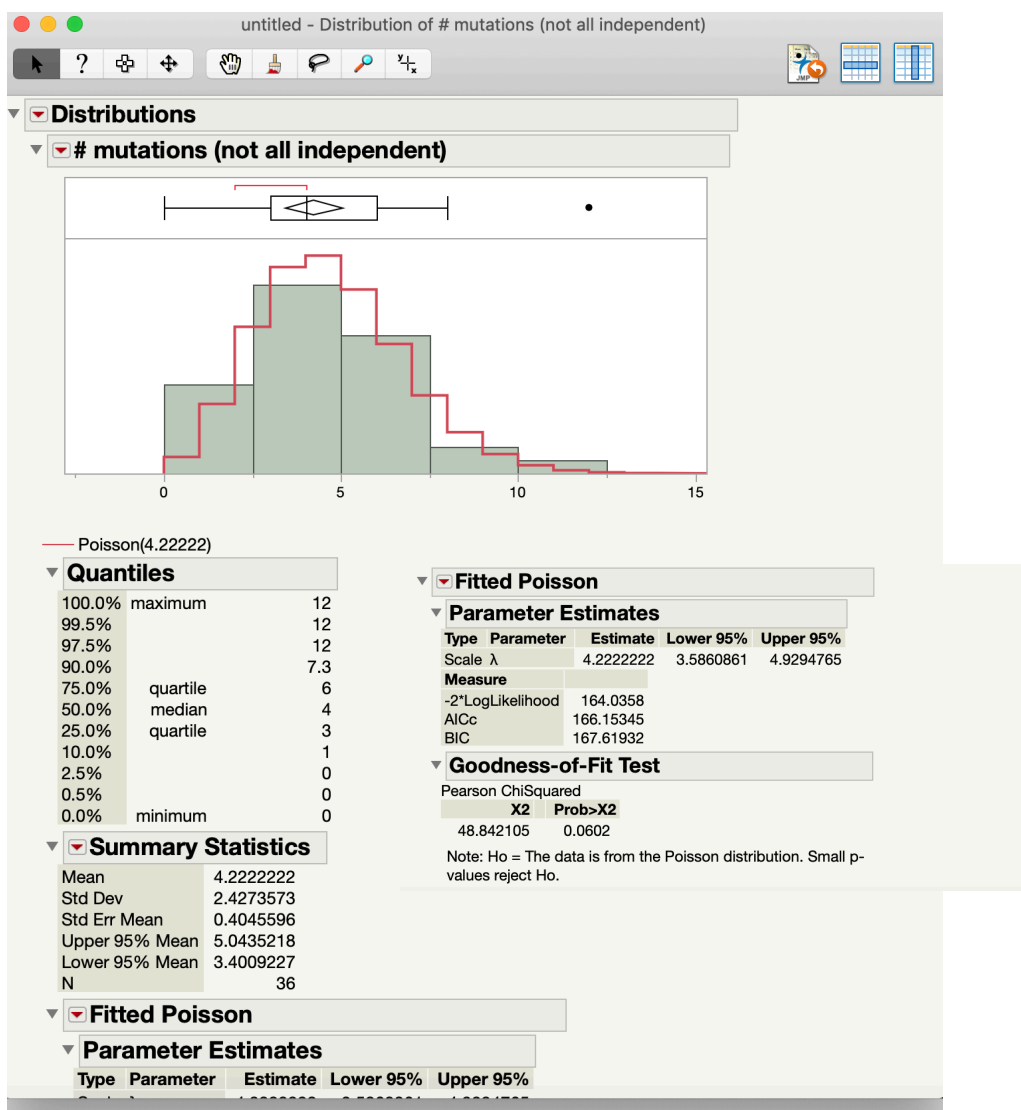 untitled - Distribution of # mutations (not all independent)
?
JMP
Distributions
# mutations (not all independent)
0 5 10 15
Poisson(4.22222)
Quantiles
100.0% maximum 12
99.5% 12
97.5% 12
90.0% 7.3
75.0% quartile 6
50.0% median 4
25.0% quartile 3
10.0% 1
2.5% 0
0.5% 0
0.0% minimum 0
Summary Statistics
Mean 4.2222222
Std Dev 2.4273573
Std Err Mean 0.4045596
Upper 95% Mean 5.0435218
Lower 95% Mean 3.4009227
N 36
Fitted Poisson
Parameter Estimates
Type Parameter Estimate Lower 95% Upper 95%
Fitted Poisson
Parameter Estimates
Type Parameter Estimate Lower 95% Upper 95%
Scale λ 4.2222222 3.5860861 4.9294765
Measure
-2*LogLikelihood 164.0358
AICc 166.15345
BIC 167.61932
Goodness-of-Fit Test
Pearson ChiSquared
X2 Prob>X2
48.842105 0.0602
Note: Ho = The data is from the Poisson distribution. Small p-
values reject Ho.